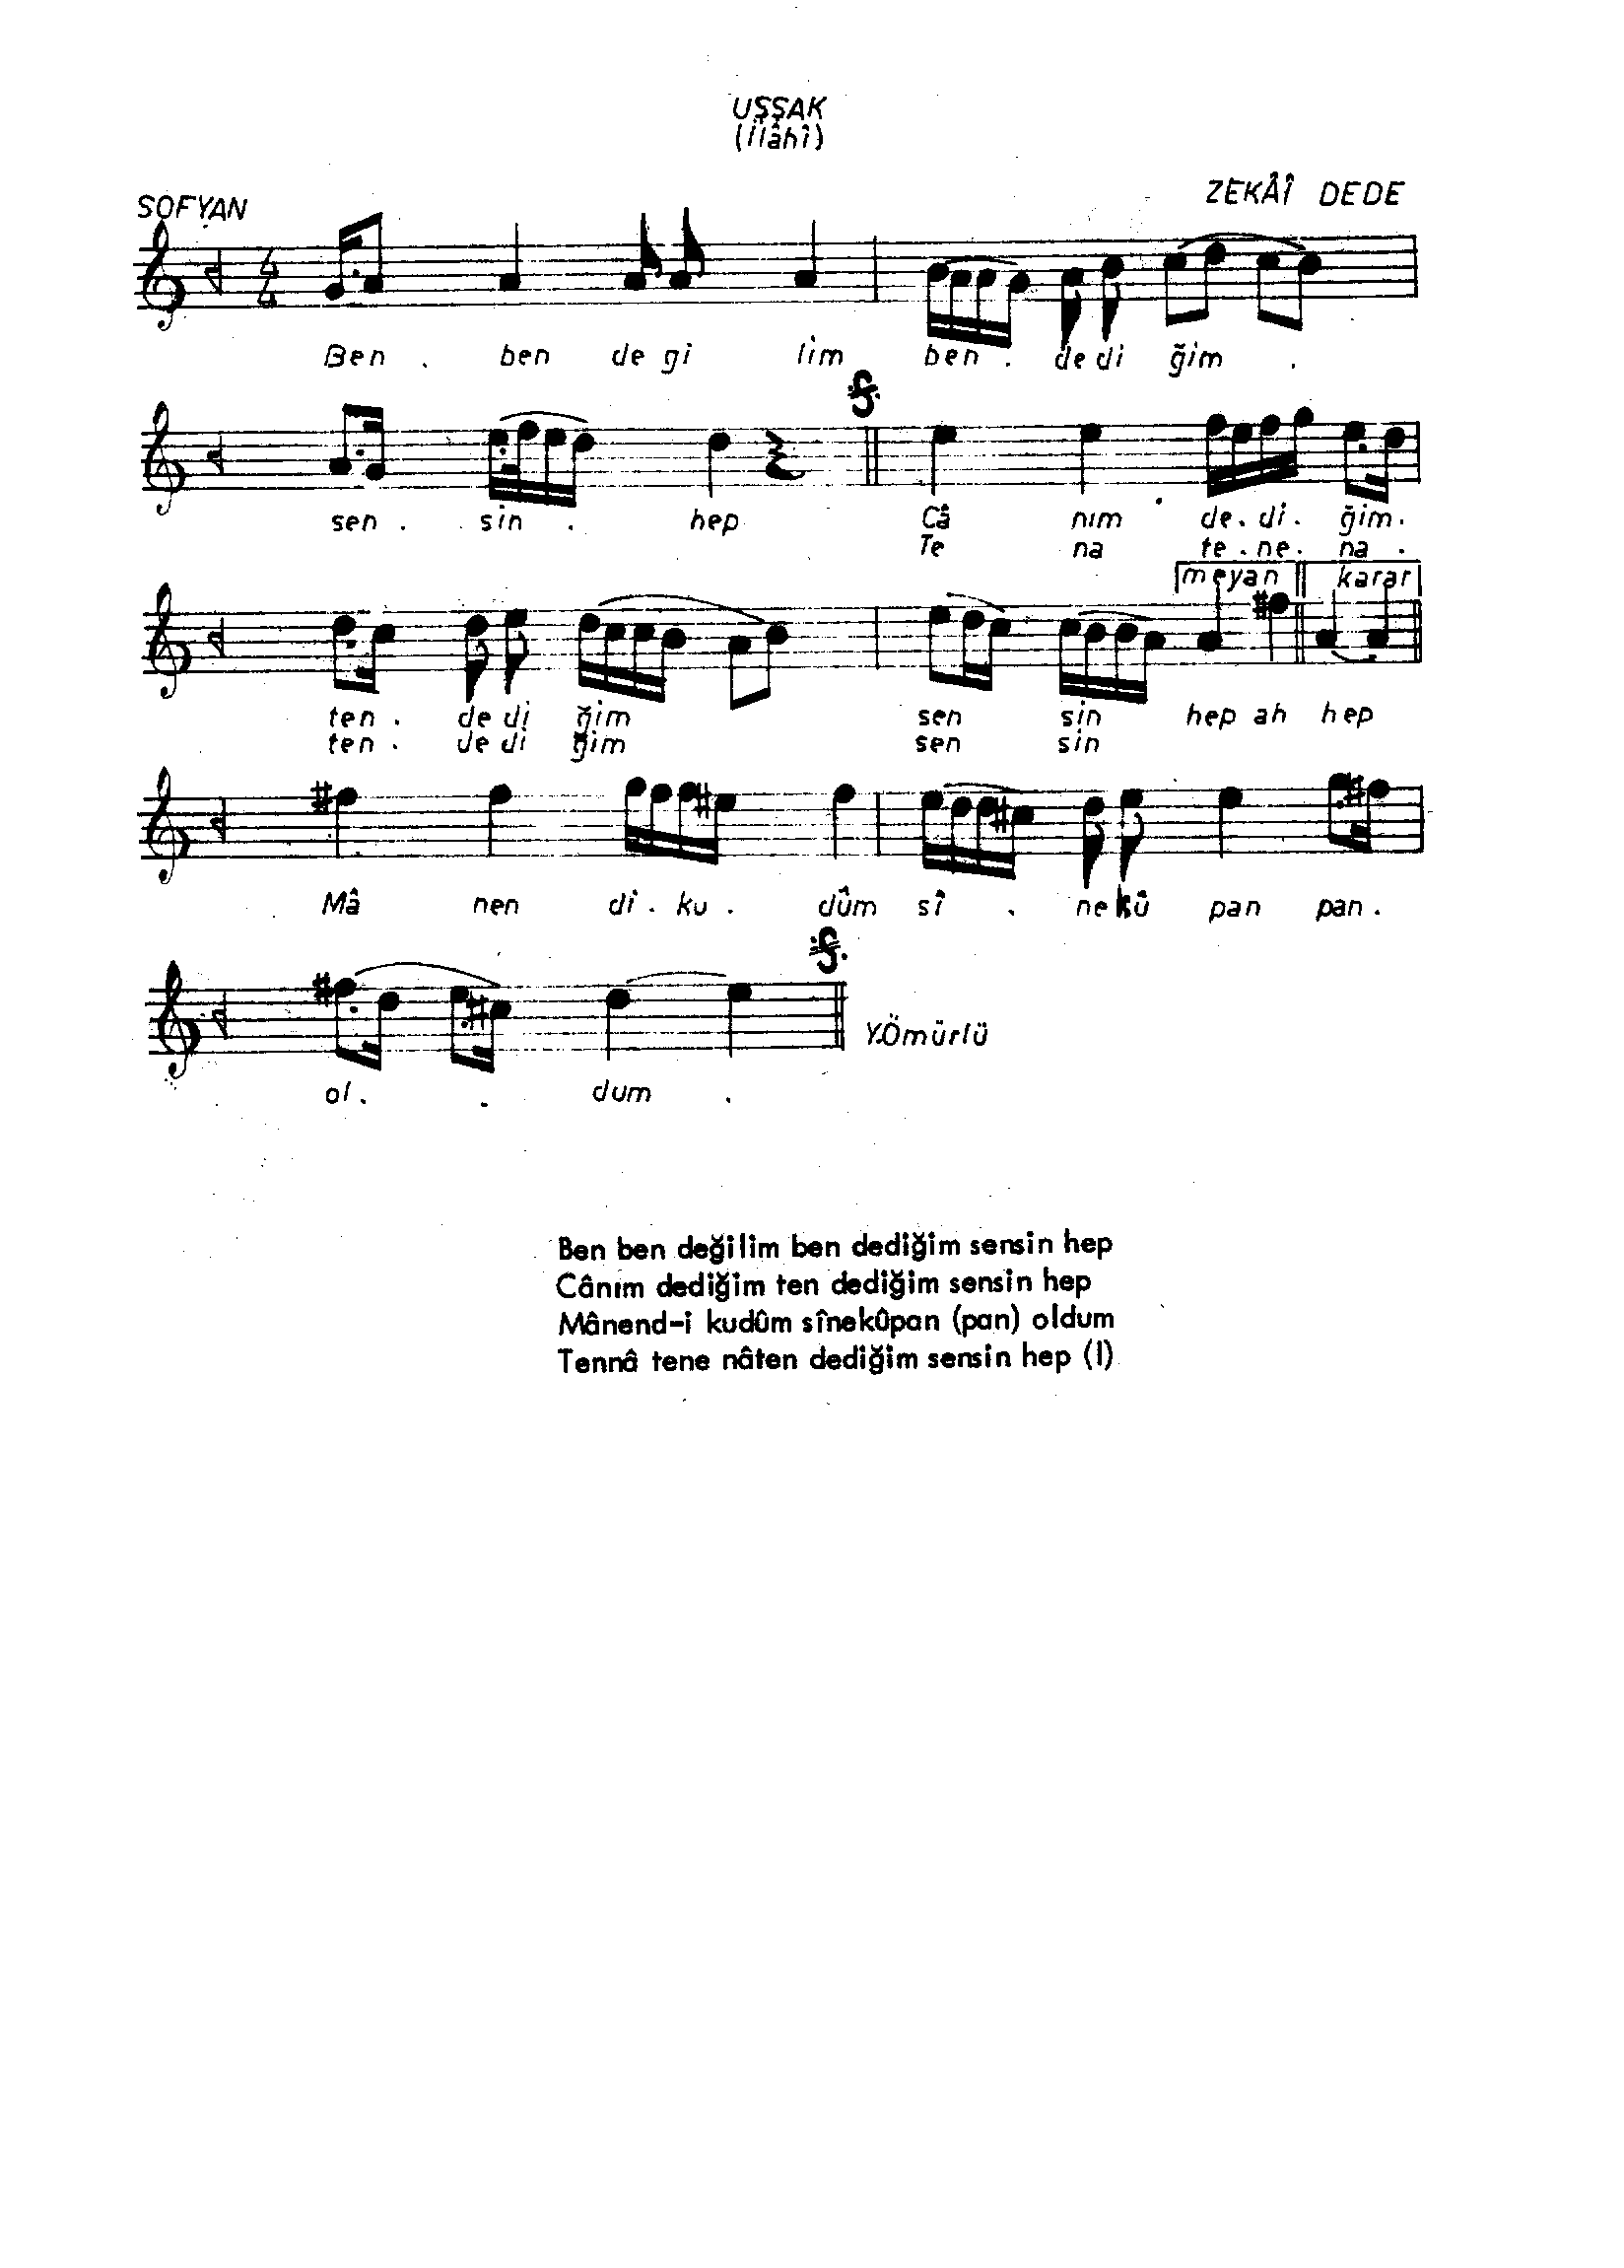 UŞŞAK
(İlâhî)
SOFYAN
ZEKÂÎ DEDE
4
4
Ben . ben de gi lim ben . de di ğim .
sen . . sin . hep Câ nım de . di . ğim .
Te na te . ne . na .
meyan karar
ten . de di ğim sen sin hep ah hep
ten . de di ğim sen sin
Mâ nen di . ku . dûm sî . ne kû pan pan .
Y.Ömürlü
ol . . dum .
Ben ben değilim ben dediğim sensin hep
Cânım dediğim ten dediğim sensin hep
Mânend-i kudûm sînekûpan (pan) oldum
Tennâ tene nâten dediğim sensin hep (I)